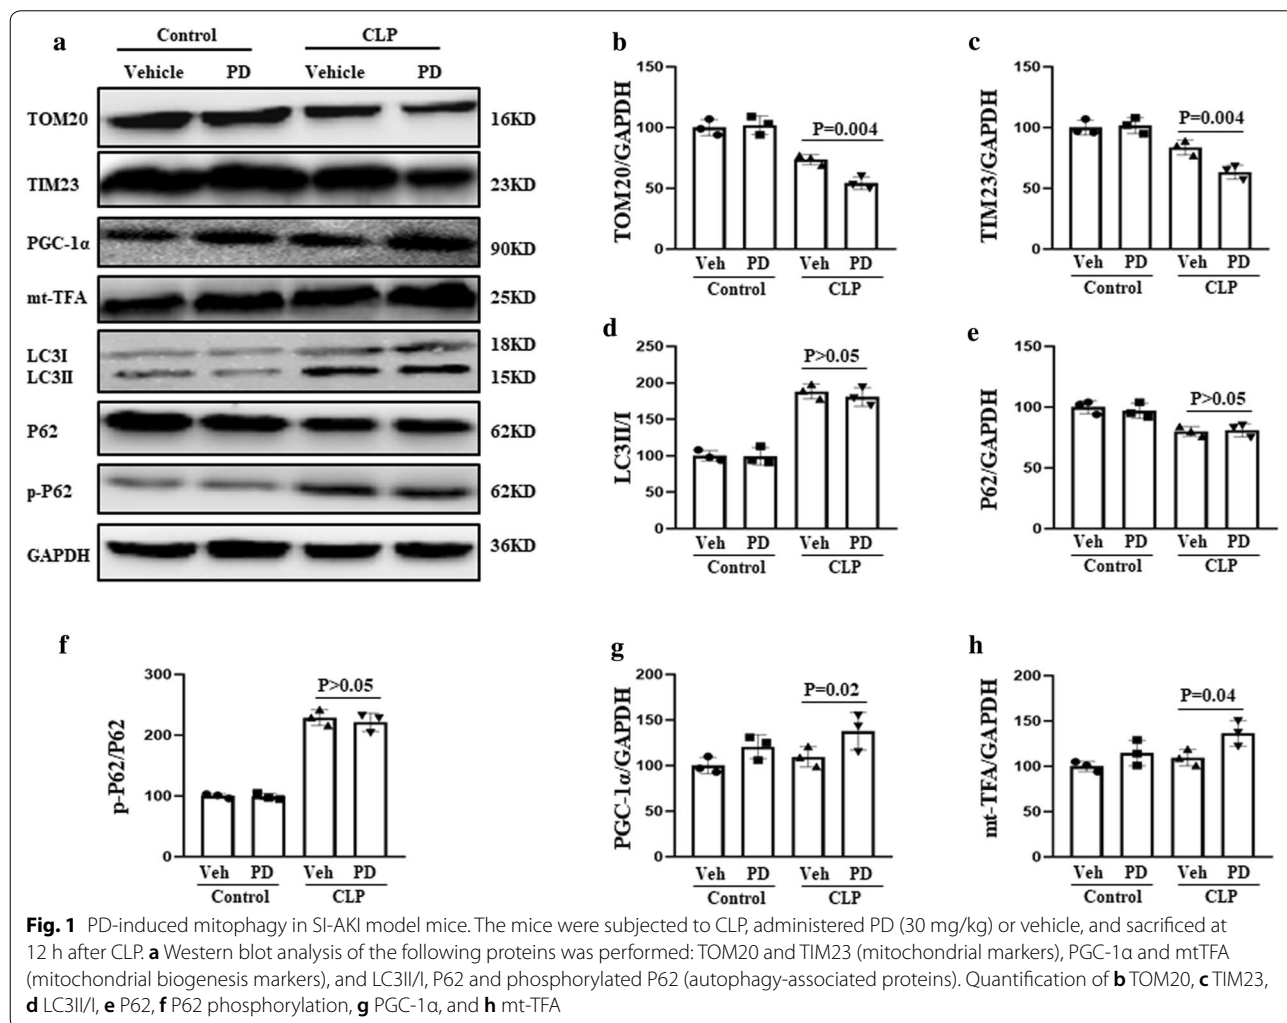 a
Control CLP
Vehicle PD Vehicle PD
TOM20 16KD
TIM23 23KD
PGC-1α 90KD
mt-TFA 25KD
LC3I 18KD
LC3II 15KD
P62 62KD
p-P62 62KD
GAPDH 36KD
b
TOM20/GAPDH
150
100
50
0
P=0.004
Veh PD Veh PD
Control CLP
c
TIM23/GAPDH
150
100
50
0
P=0.004
Veh PD Veh PD
Control CLP
d
LC3II/I
250
200
150
100
50
0
P>0.05
Veh PD Veh PD
Control CLP
e
P62/GAPDH
150
100
50
0
P>0.05
Veh PD Veh PD
Control CLP
f
p-P62/P62
300
200
100
0
P>0.05
Veh PD Veh PD
Control CLP
g
PGC-1α/GAPDH
200
150
100
50
0
P=0.02
Veh PD Veh PD
Control CLP
h
mt-TFA/GAPDH
200
150
100
50
0
P=0.04
Veh PD Veh PD
Control CLP
Fig. 1 PD-induced mitophagy in SI-AKI model mice. The mice were subjected to CLP, administered PD (30 mg/kg) or vehicle, and sacrificed at
12 h after CLP. a Western blot analysis of the following proteins was performed: TOM20 and TIM23 (mitochondrial markers), PGC-1α and mtTFA
(mitochondrial biogenesis markers), and LC3II/I, P62 and phosphorylated P62 (autophagy-associated proteins). Quantification of b TOM20, c TIM23,
d LC3II/I, e P62, f P62 phosphorylation, g PGC-1α, and h mt-TFA